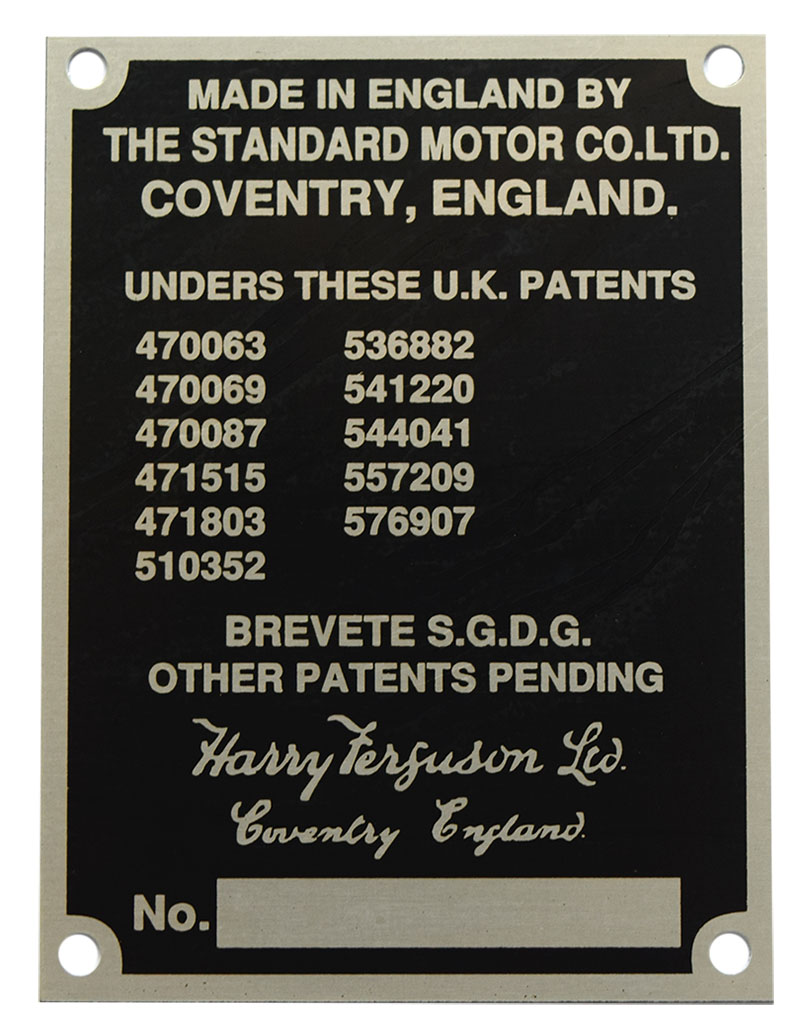 MADE IN ENGLAND BY
THE STANDARD MOTOR CO.LTD.
COVENTRY, ENGLAND.
UNDERS THESE U.K. PATENTS
470063 536882
470069 541220
470087 544041
471515 557209
471803 576907
510352
BREVETE S.G.D.G.
OTHER PATENTS PENDING
Harry Ferguson Ltd.
Coventry England.
No.